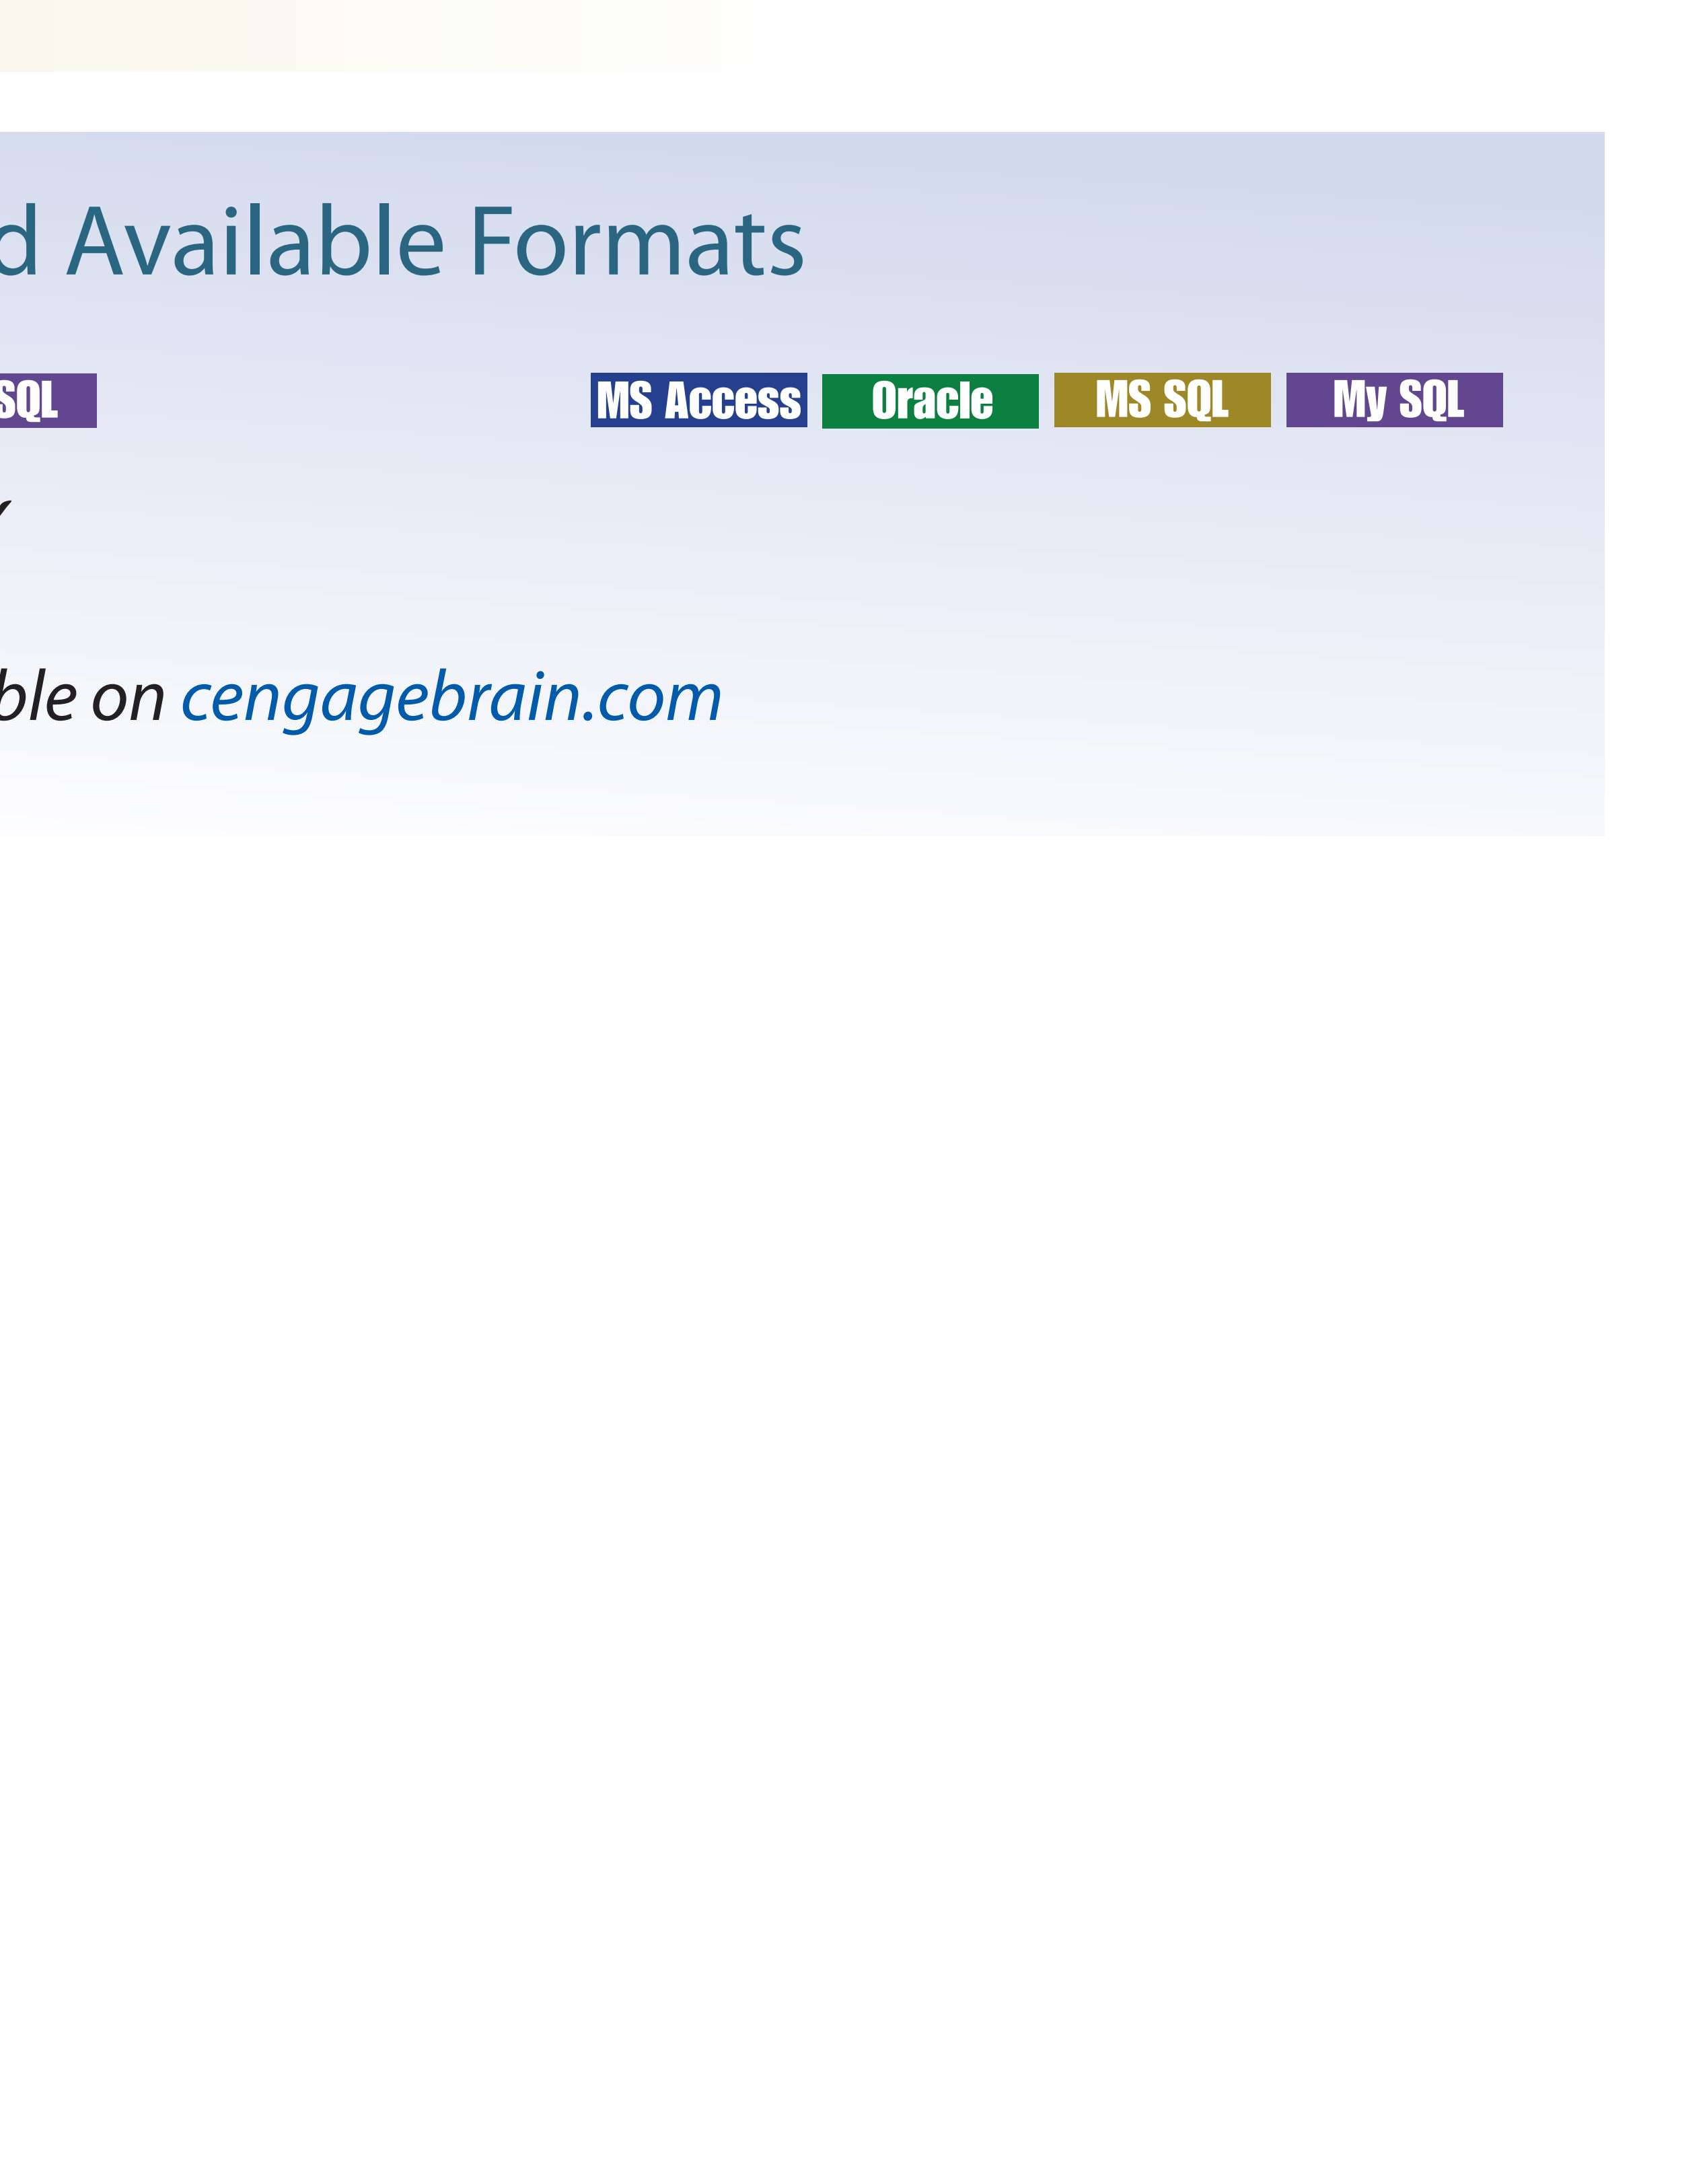 d Available Formats
SQL MS Access Oracle MS SQL My SQL
ble on cengagebrain.com